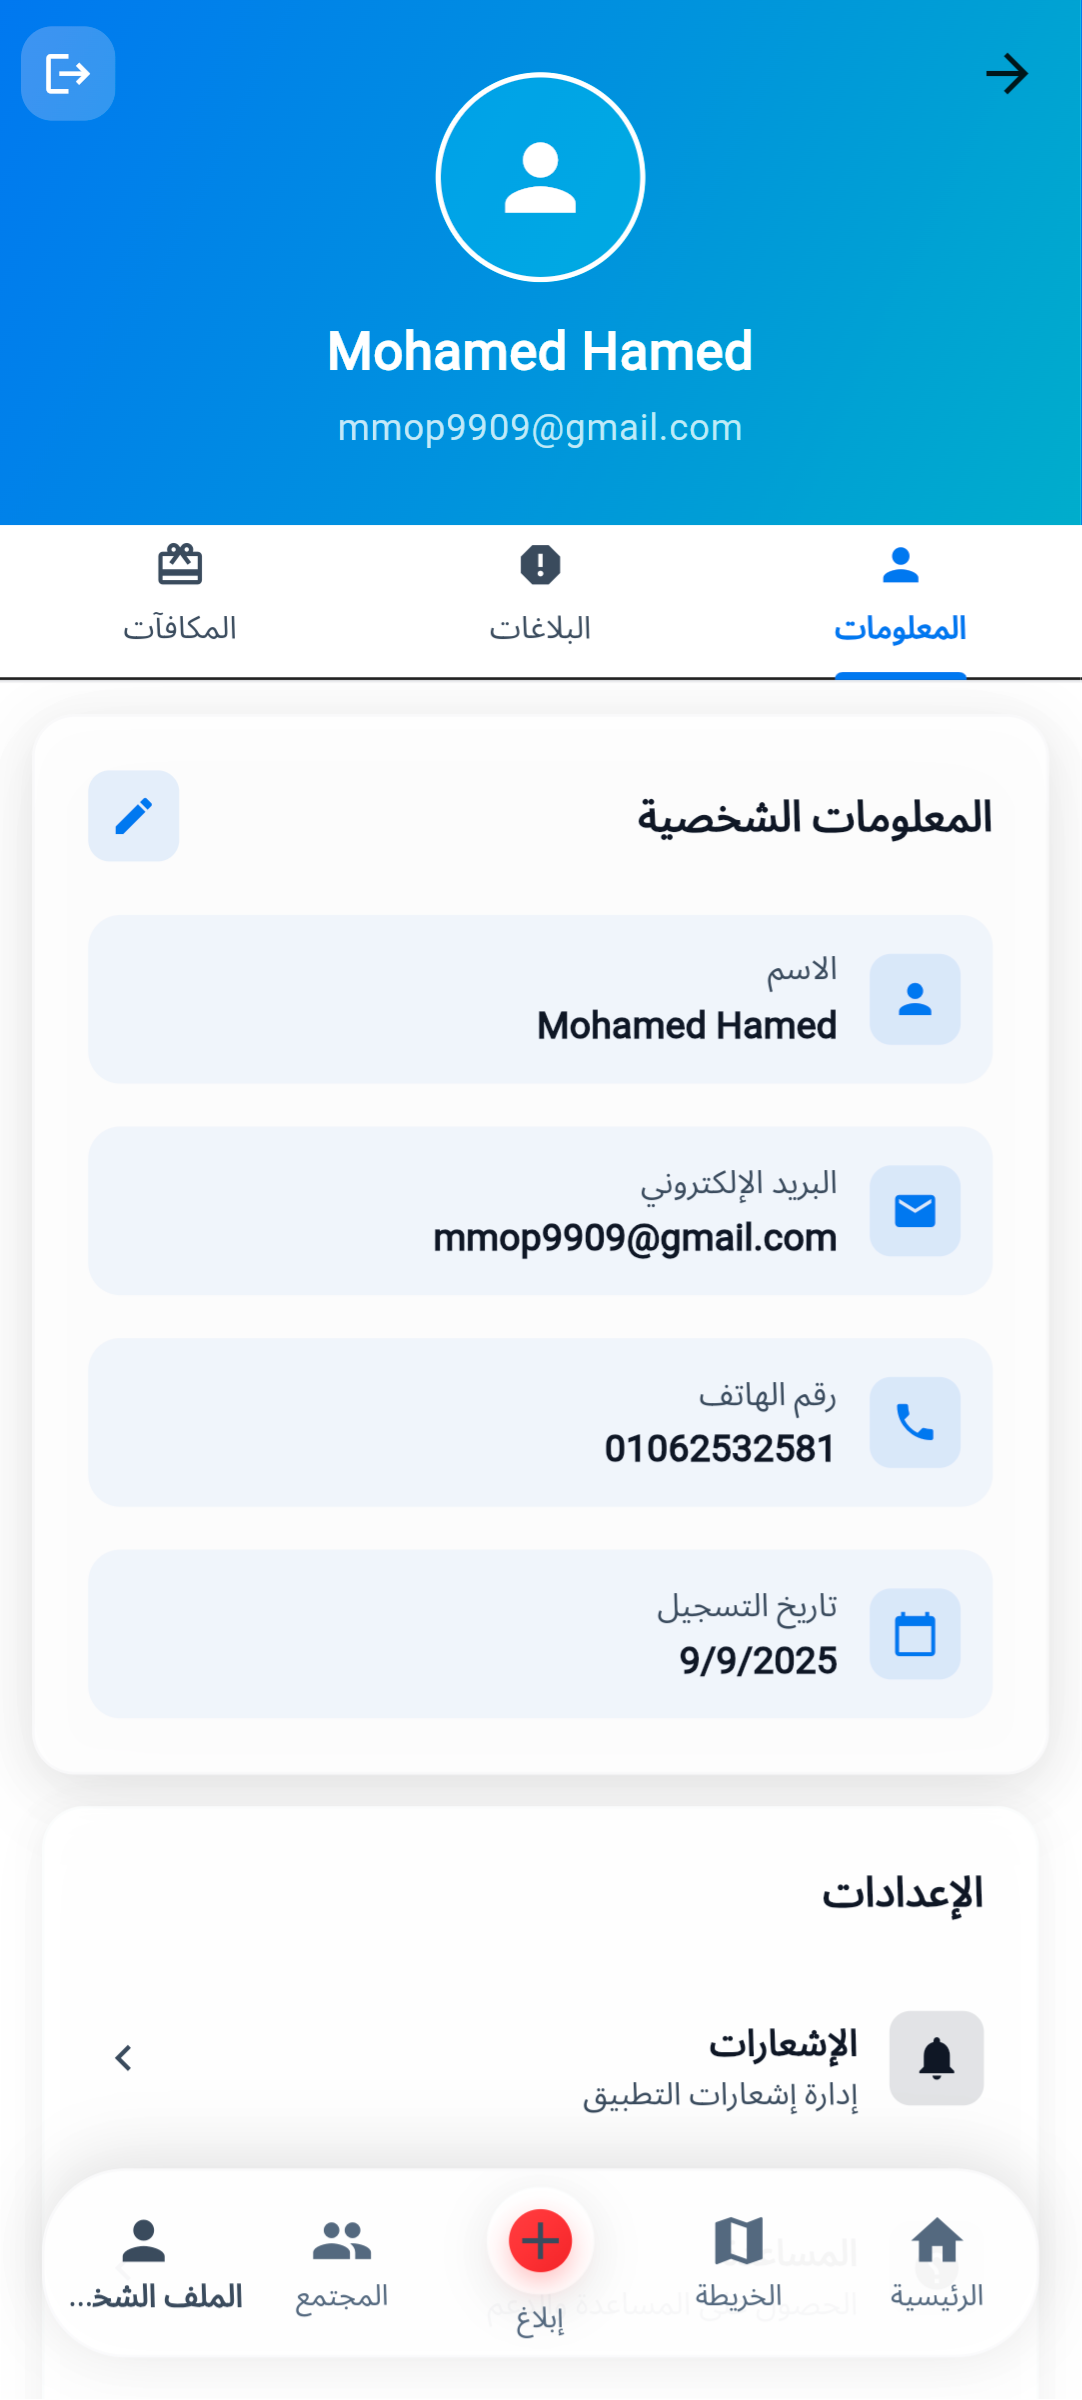 Mohamed Hamed
mmop9909@gmail.com
المعلومات
البلاغات
المكافآت
المعلومات الشخصية
الاسم
Mohamed Hamed
البريد الإلكتروني
mmop9909@gmail.com
رقم الهاتف
01062532581
تاريخ التسجيل
9/9/2025
الإعدادات
الإشعارات
إدارة إشعارات التطبيق
الرئيسية
الخريطة
إبلاغ
المجتمع
الملف الشخ...